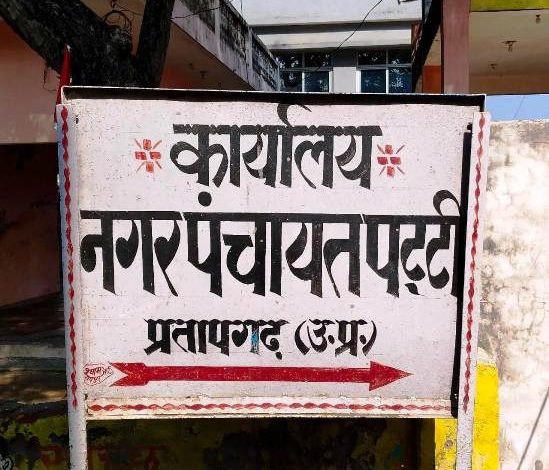 कार्यालय
नगर पंचायत पट्टी
प्रतापगढ़ (उ.प्र.)